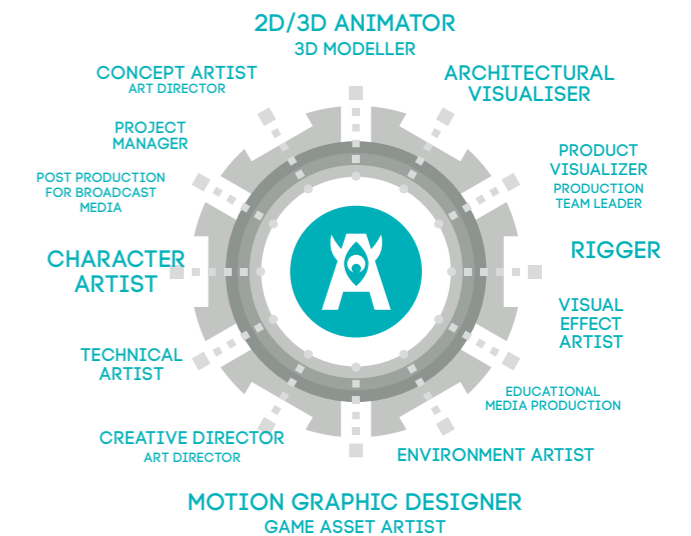 2D/3D ANIMATOR
3D MODELLER
CONCEPT ARTIST
ART DIRECTOR
ARCHITECTURAL
VISUALISER
PROJECT
MANAGER
PRODUCT
VISUALIZER
PRODUCTION
TEAM LEADER
POST PRODUCTION
FOR BROADCAST
MEDIA
RIGGER
CHARACTER
ARTIST
VISUAL
EFFECT
ARTIST
TECHNICAL
ARTIST
EDUCATIONAL
MEDIA PRODUCTION
CREATIVE DIRECTOR
ART DIRECTOR
ENVIRONMENT ARTIST
MOTION GRAPHIC DESIGNER
GAME ASSET ARTIST